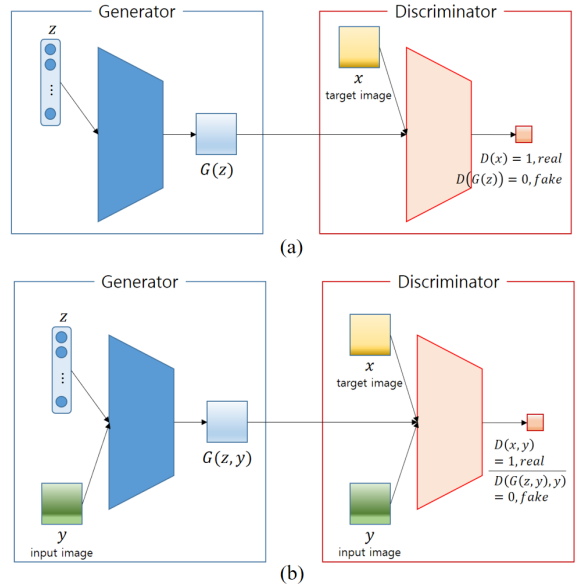 Generator
Discriminator
z
...
G(z)
x
target image
D(x) = 1, real
D(G(z)) = 0, fake
(a)
Generator
Discriminator
z
...
y
input image
G(z, y)
x
target image
y
input image
D(x, y)
= 1, real
D(G(z, y), y)
= 0, fake
(b)